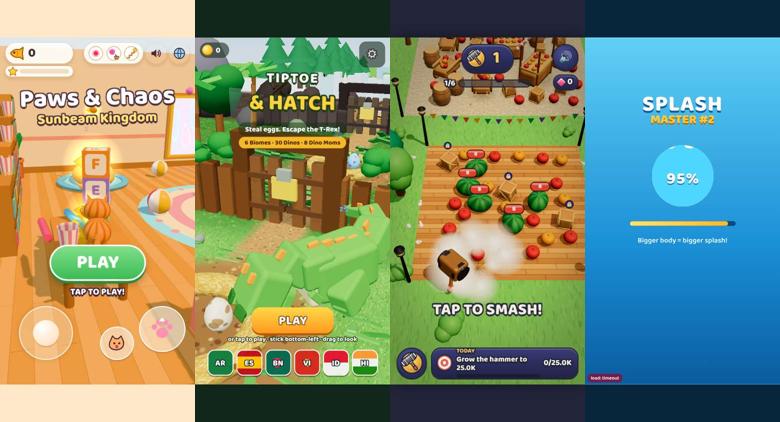 0
Paws & Chaos
Sunbeam Kingdom
F
E
PLAY
TAP TO PLAY!
0
TIPTOE
& HATCH
Steal eggs. Escape the T-Rex!
6 Biomes · 30 Dinos · 8 Dino Moms
PLAY
or tap to play · stick bottom-left · drag to look
AR
ES
BN
VI
ID
HI
1
1/6
0
TAP TO SMASH!
TODAY
Grow the hammer to
25.0K
0/25.0K
SPLASH
MASTER #2
95%
Bigger body = bigger splash!
load: timeout